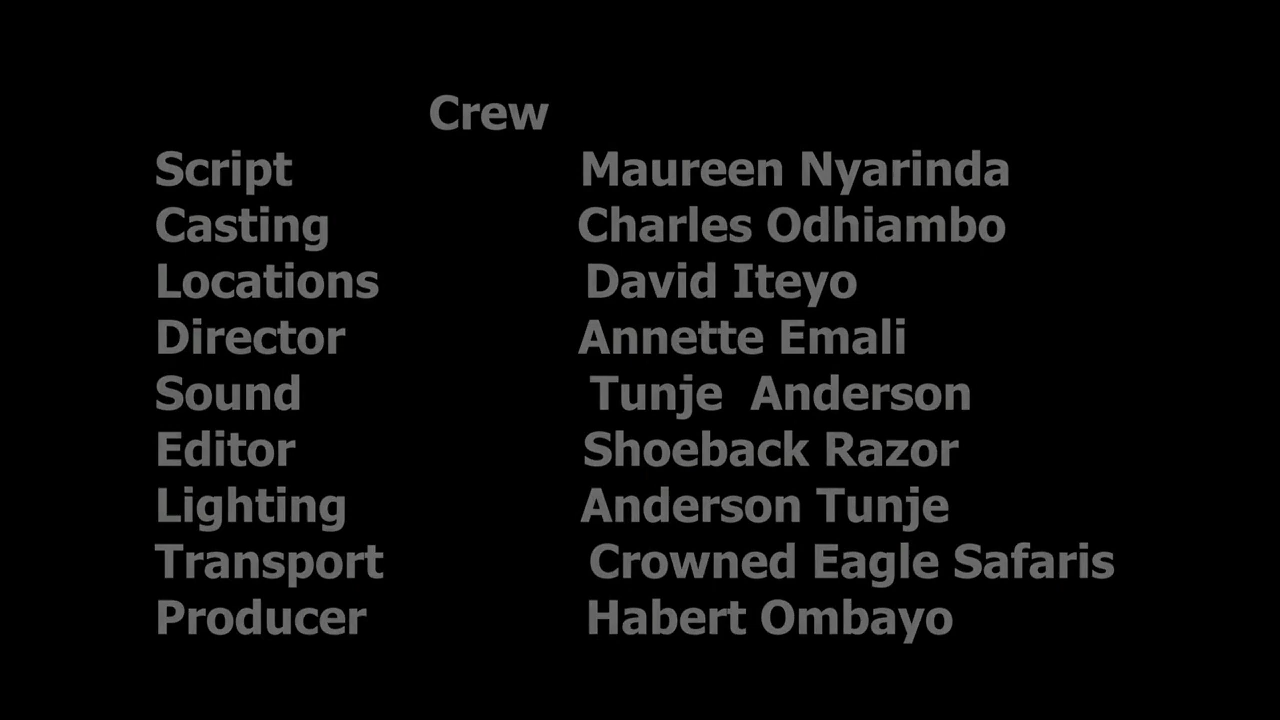 Crew
Script Maureen Nyarinda
Casting Charles Odhiambo
Locations David Iteyo
Director Annette Emali
Sound Tunje Anderson
Editor Shoeback Razor
Lighting Anderson Tunje
Transport Crowned Eagle Safaris
Producer Habert Ombayo